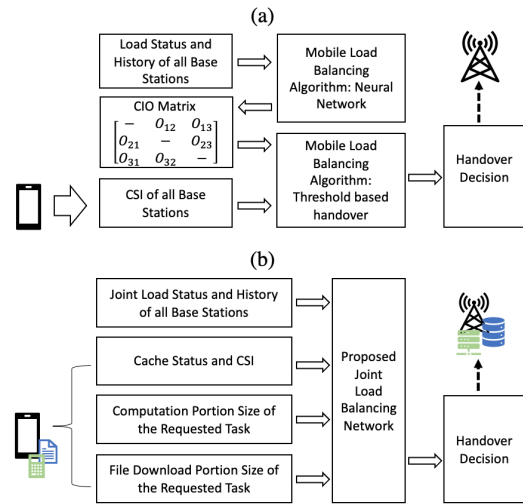 (a)
Load Status and
History of all Base
Stations
Mobile Load
Balancing
Algorithm: Neural
Network
CIO Matrix
[ − O₁₂ O₁₃ ]
[ O₂₁ − O₂₃ ]
[ O₃₁ O₃₂ − ]
Mobile Load
Balancing
Algorithm:
Threshold based
handover
CSI of all Base
Stations
Handover
Decision
(b)
Joint Load Status and History
of all Base Stations
Cache Status and CSI
Computation Portion Size of
the Requested Task
File Download Portion Size of
the Requested Task
Proposed
Joint
Load
Balancing
Network
Handover
Decision